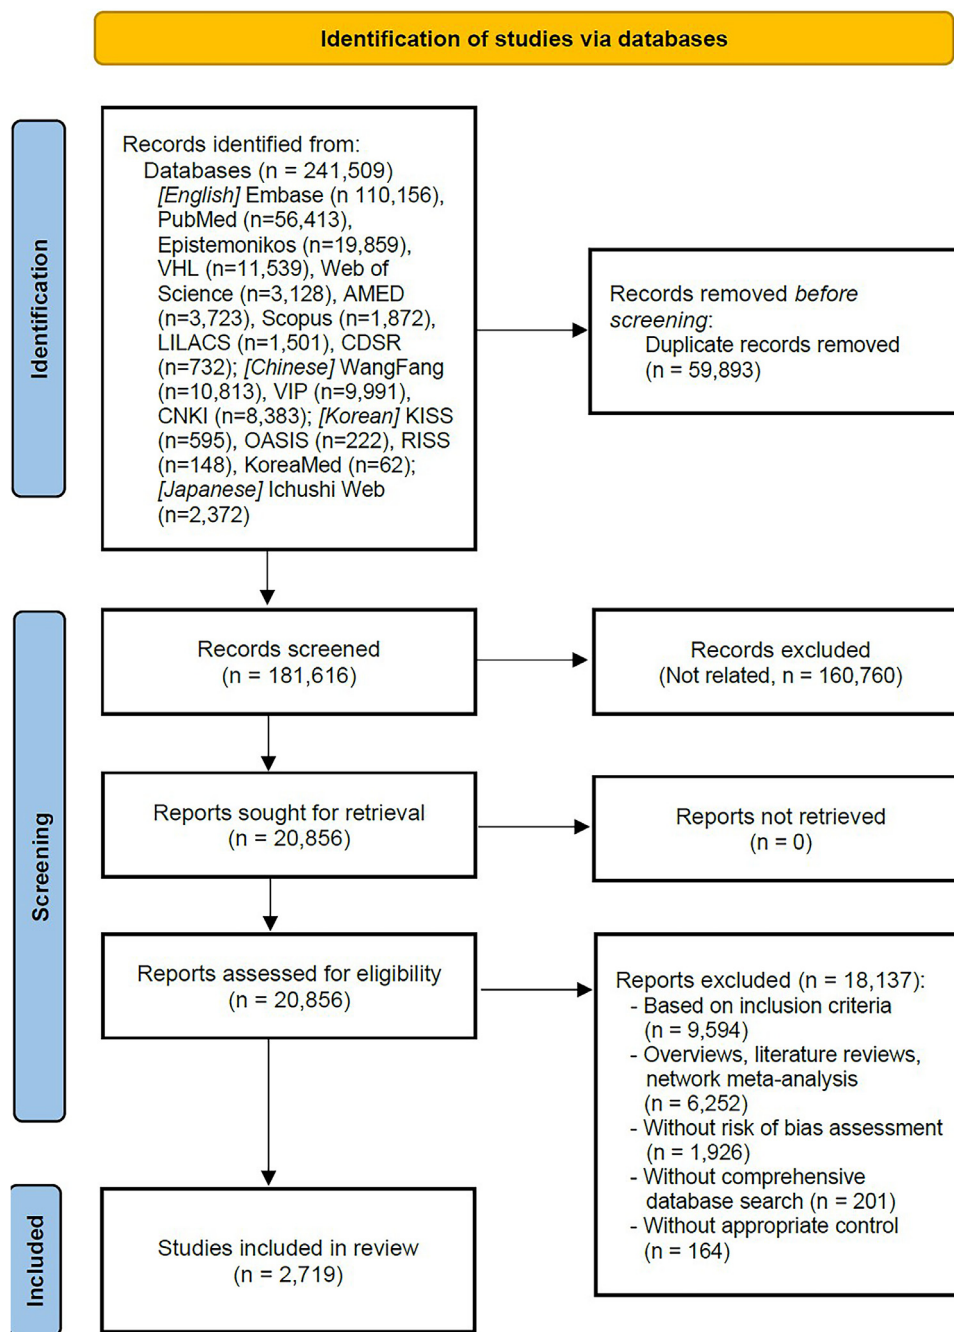 Identification of studies via databases
Identification
Records identified from:
Databases (n = 241,509)
[English] Embase (n 110,156),
PubMed (n=56,413),
Epistemonikos (n=19,859),
VHL (n=11,539), Web of
Science (n=3,128), AMED
(n=3,723), Scopus (n=1,872),
LILACS (n=1,501), CDSR
(n=732); [Chinese] WangFang
(n=10,813), VIP (n=9,991),
CNKI (n=8,383); [Korean] KISS
(n=595), OASIS (n=222), RISS
(n=148), KoreaMed (n=62);
[Japanese] Ichushi Web
(n=2,372)
Records removed before
screening:
Duplicate records removed
(n = 59,893)
Screening
Records screened
(n = 181,616)
Records excluded
(Not related, n = 160,760)
Reports sought for retrieval
(n = 20,856)
Reports not retrieved
(n = 0)
Reports assessed for eligibility
(n = 20,856)
Reports excluded (n = 18,137):
- Based on inclusion criteria
(n = 9,594)
- Overviews, literature reviews,
network meta-analysis
(n = 6,252)
- Without risk of bias assessment
(n = 1,926)
- Without comprehensive
database search (n = 201)
- Without appropriate control
(n = 164)
Included
Studies included in review
(n = 2,719)